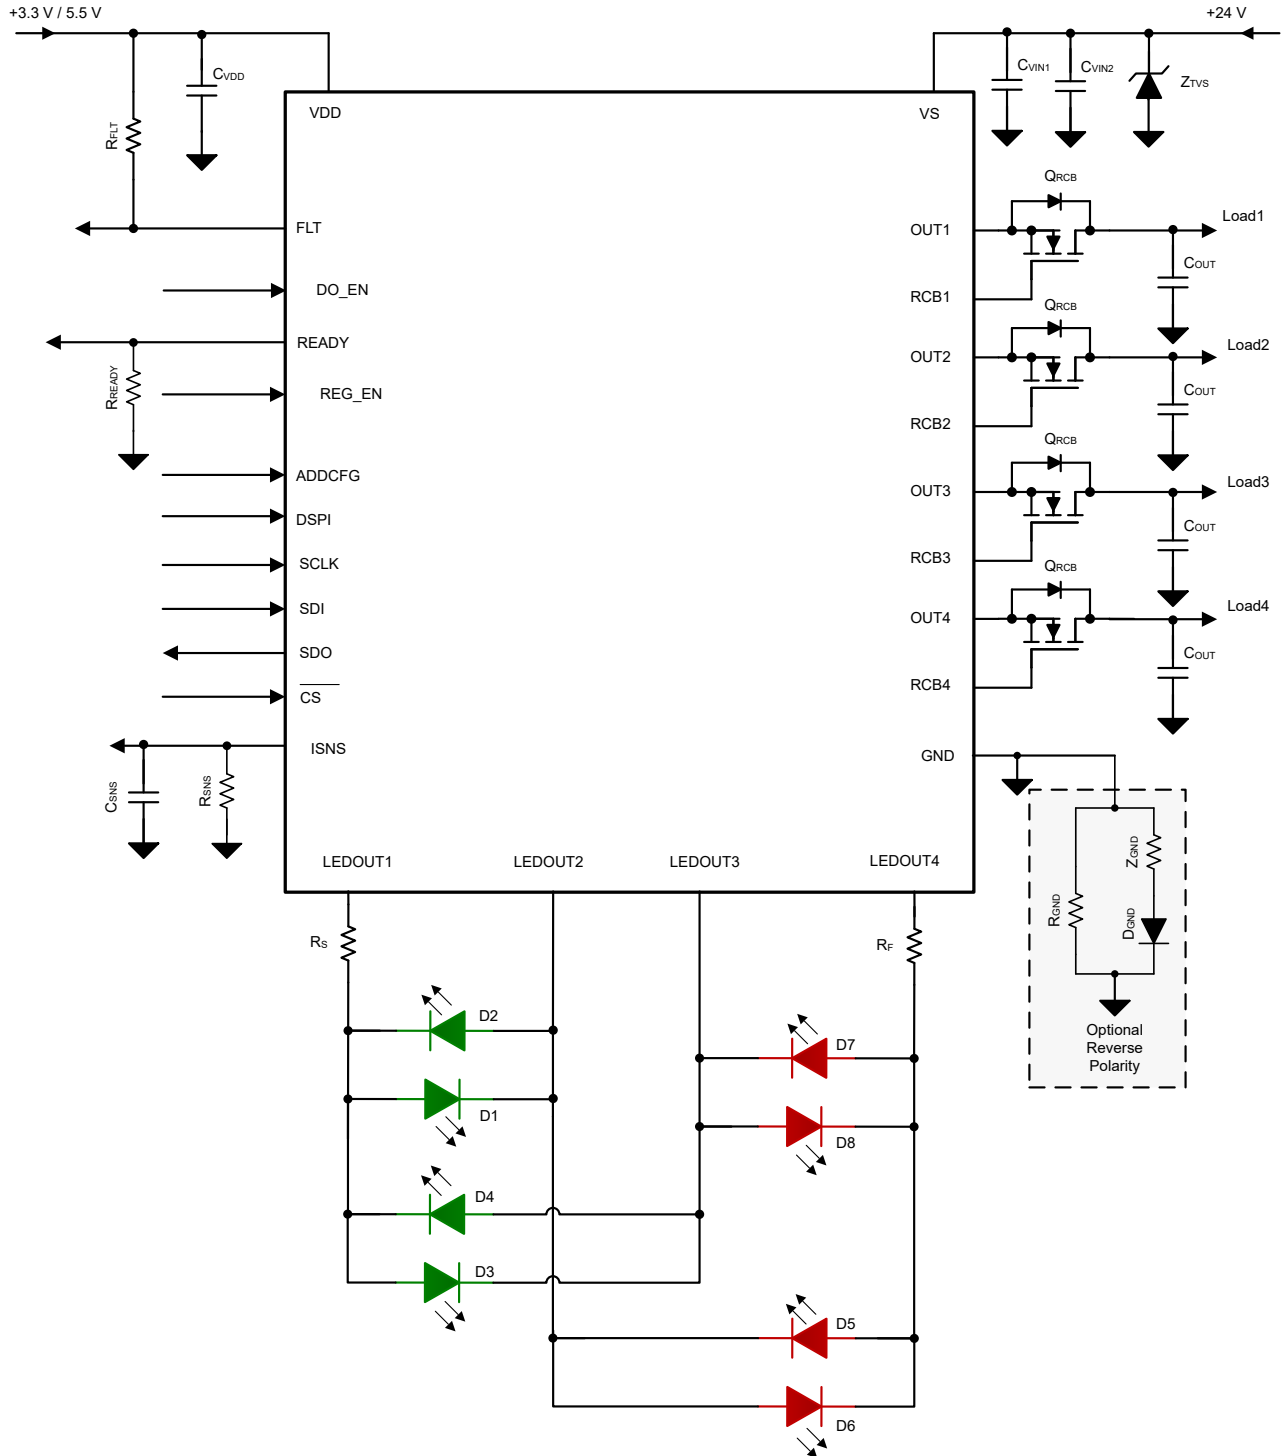 +3.3 V / 5.5 V
+24 V
CVDD
CVIN1
CVIN2
ZTVS
RFLT
VDD
VS
QRCB
FLT
OUT1
Load1
COUT
DO_EN
RCB1
QRCB
READY
OUT2
Load2
RREADY
REG_EN
COUT
RCB2
QRCB
ADDCFG
OUT3
Load3
DSPI
COUT
SCLK
RCB3
QRCB
SDI
OUT4
Load4
SDO
COUT
CS
RCB4
ISNS
GND
CSNS
RSNS
LEDOUT1
LEDOUT2
LEDOUT3
LEDOUT4
ZGND
RGND
DGND
RS
RF
D2
D7
Optional
Reverse
Polarity
D1
D8
D4
D3
D5
D6